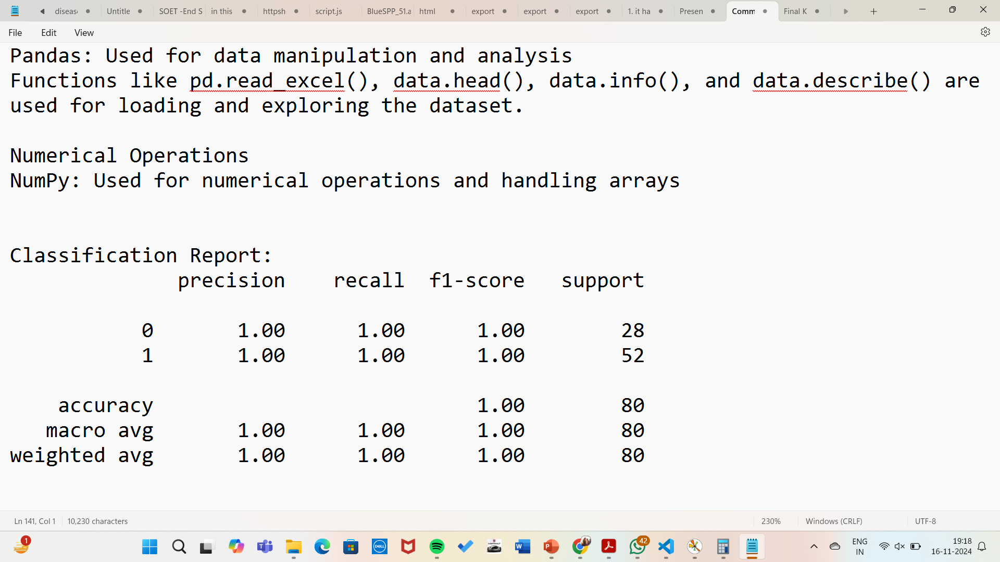 diseas Untitle SOET -End S in this httpsh script.js BlueSPP_51.a html export export export 1. it ha Presen Comm Final K
File Edit View
Pandas: Used for data manipulation and analysis
Functions like pd.read_excel(), data.head(), data.info(), and data.describe() are
used for loading and exploring the dataset.
Numerical Operations
NumPy: Used for numerical operations and handling arrays
Classification Report:
precision recall f1-score support
0 1.00 1.00 1.00 28
1 1.00 1.00 1.00 52
accuracy 1.00 80
macro avg 1.00 1.00 1.00 80
weighted avg 1.00 1.00 1.00 80
Ln 141, Col 1 10,230 characters 230% Windows (CRLF) UTF-8
1 DELL 42 ENG 19:18
IN 16-11-2024